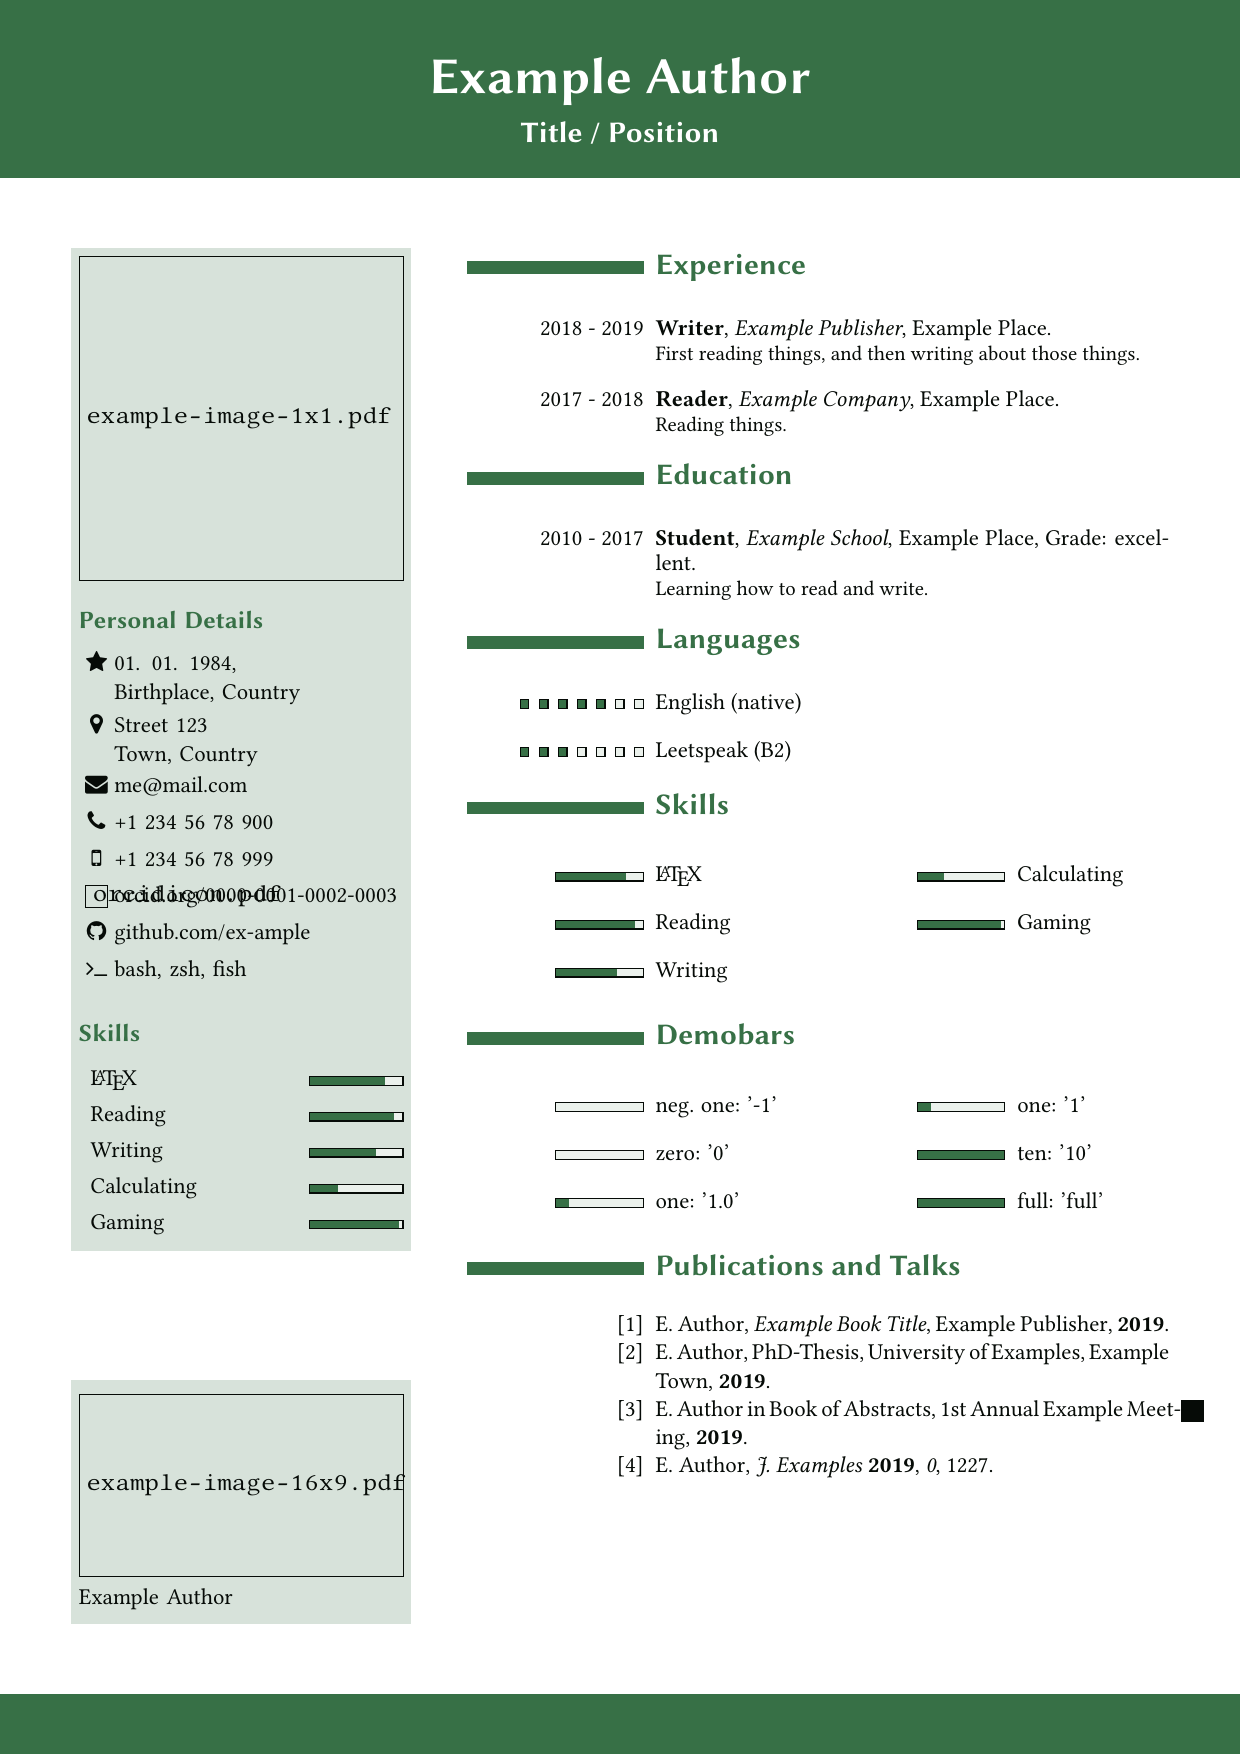 Example Author
Title / Position
example-image-1x1.pdf
Personal Details
01. 01. 1984,
Birthplace, Country
Street 123
Town, Country
me@mail.com
+1 234 56 78 900
+1 234 56 78 999
orcidicon.pdf
orcid.org/0000-0001-0002-0003
github.com/ex-ample
bash, zsh, fish
Skills
LATEX
Reading
Writing
Calculating
Gaming
example-image-16x9.pdf
Example Author
Experience
2018 - 2019 Writer, Example Publisher, Example Place.
First reading things, and then writing about those things.
2017 - 2018 Reader, Example Company, Example Place.
Reading things.
Education
2010 - 2017 Student, Example School, Example Place, Grade: excel-
lent.
Learning how to read and write.
Languages
English (native)
Leetspeak (B2)
Skills
LATEX Calculating
Reading Gaming
Writing
Demobars
neg. one: '-1' one: '1'
zero: '0' ten: '10'
one: '1.0' full: 'full'
Publications and Talks
[1] E. Author, Example Book Title, Example Publisher, 2019.
[2] E. Author, PhD-Thesis, University of Examples, Example
Town, 2019.
[3] E. Author in Book of Abstracts, 1st Annual Example Meet-
ing, 2019.
[4] E. Author, J. Examples 2019, 0, 1227.